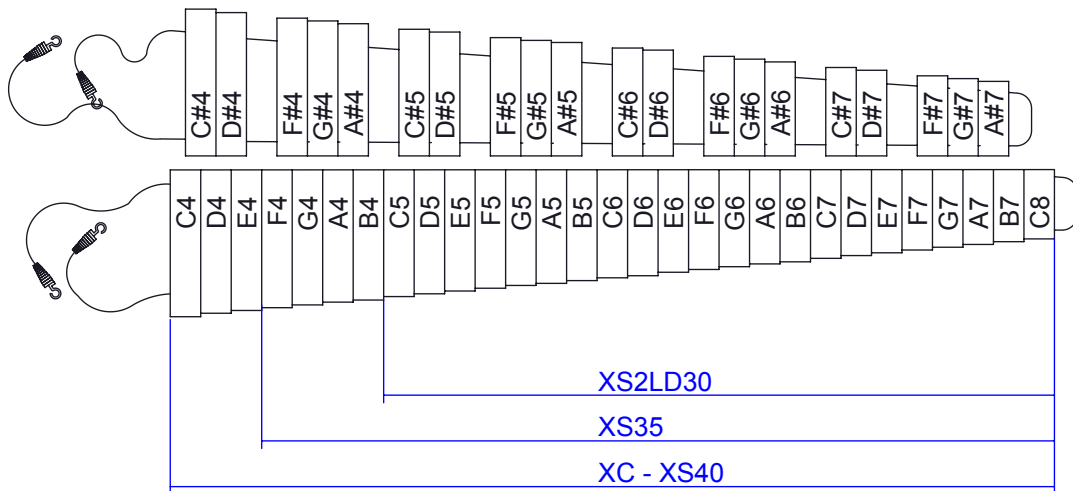 C#4 D#4 F#4 G#4 A#4 C#5 D#5 F#5 G#5 A#5 C#6 D#6 F#6 G#6 A#6 C#7 D#7 F#7 G#7 A#7
C4 D4 E4 F4 G4 A4 B4 C5 D5 E5 F5 G5 A5 B5 C6 D6 E6 F6 G6 A6 B6 C7 D7 E7 F7 G7 A7 B7 C8
XS2LD30
XS35
XC - XS40